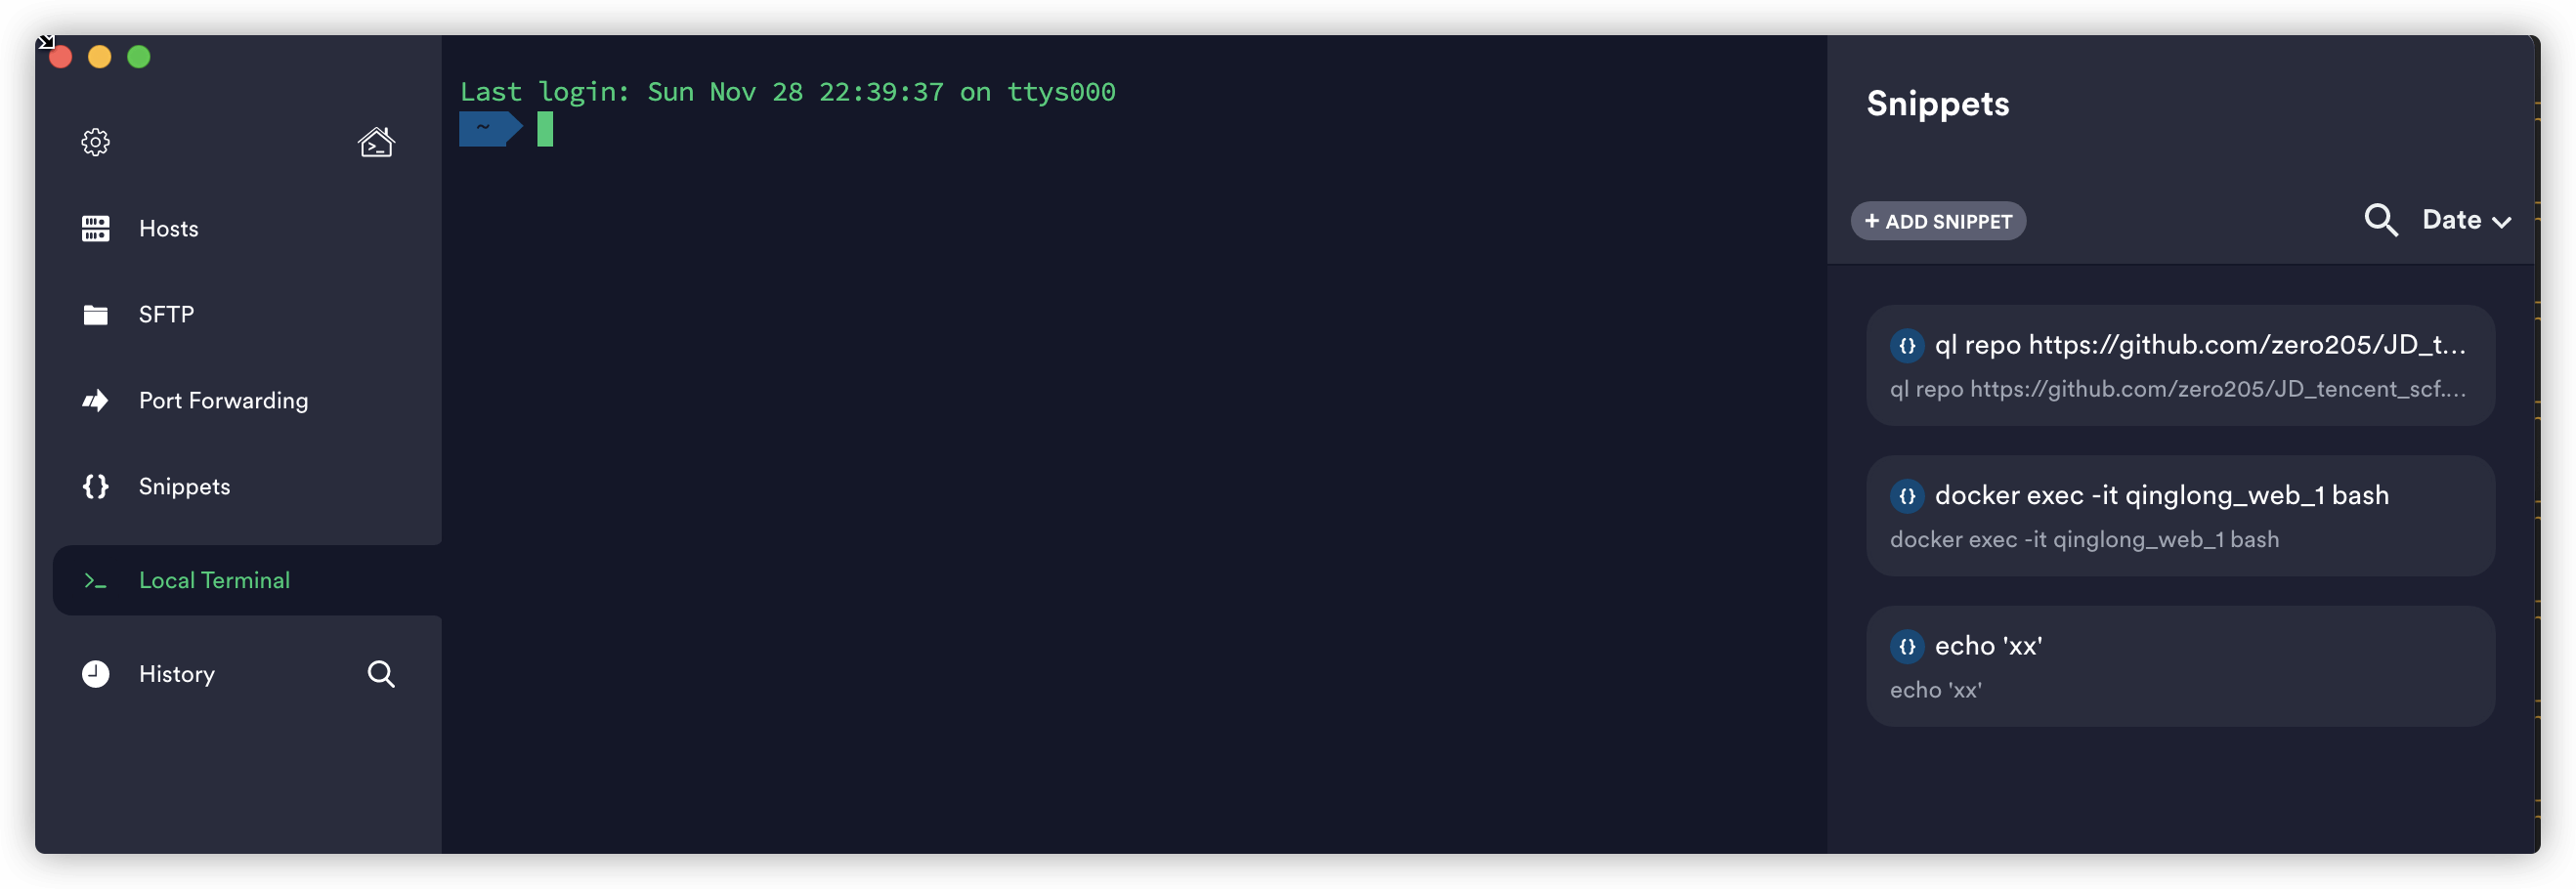 Hosts
SFTP
Port Forwarding
Snippets
Local Terminal
History
Last login: Sun Nov 28 22:39:37 on ttys000
~
Snippets
+ ADD SNIPPET
Date
{} ql repo https://github.com/zero205/JD_t...
ql repo https://github.com/zero205/JD_tencent_scf....
{} docker exec -it qinglong_web_1 bash
docker exec -it qinglong_web_1 bash
{} echo 'xx'
echo 'xx'